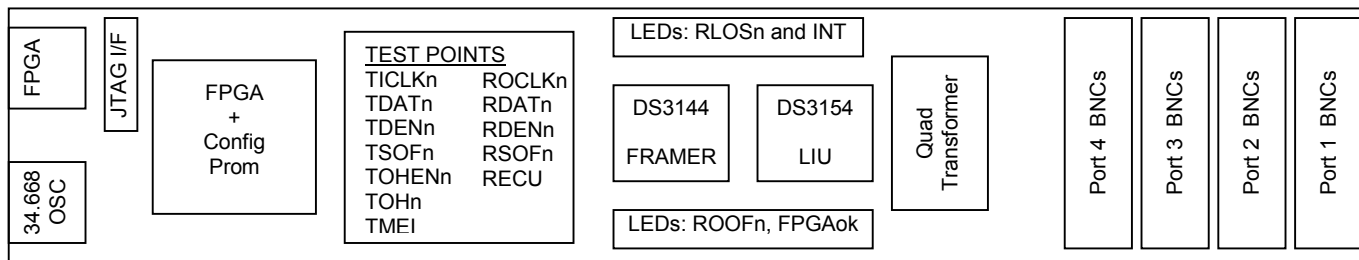 FPGA
34.668
OSC
JTAG I/F
FPGA
+
Config
Prom
TEST POINTS
TICLKn ROCLKn
TDATn RDATn
TDENn RDENn
TSOFn RSOFn
TOHENn RECU
TOHn
TMEI
LEDs: RLOSn and INT
DS3144
FRAMER
DS3154
LIU
LEDs: ROOFn, FPGAok
Quad
Transformer
Port 4 BNCs
Port 3 BNCs
Port 2 BNCs
Port 1 BNCs